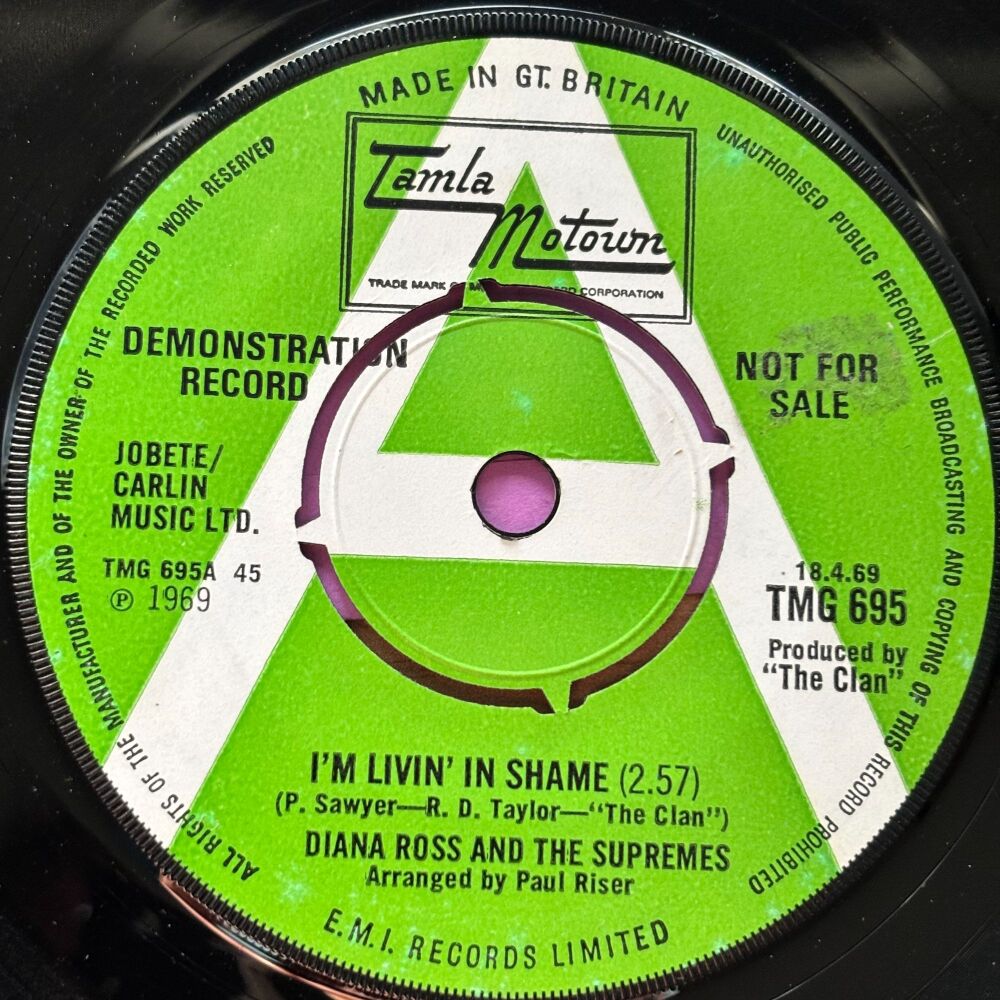 MADE IN GT. BRITAIN
Tamla
Motown
TRADE MARK CORPORATION
UNAUTHORISED PUBLIC PERFORMANCE BROADCASTING AND COPYING OF THIS RECORD PROHIBITED
ALL RIGHTS OF THE MANUFACTURER AND OF THE OWNER OF THE RECORDED WORK RESERVED
DEMONSTRATION
RECORD
NOT FOR
SALE
JOBETE/
CARLIN
MUSIC LTD.
TMG 695A 45
℗ 1969
18.4.69
TMG 695
Produced by
“The Clan”
I'M LIVIN' IN SHAME (2.57)
(P. Sawyer—R. D. Taylor—“The Clan”)
DIANA ROSS AND THE SUPREMES
Arranged by Paul Riser
E.M.I. RECORDS LIMITED